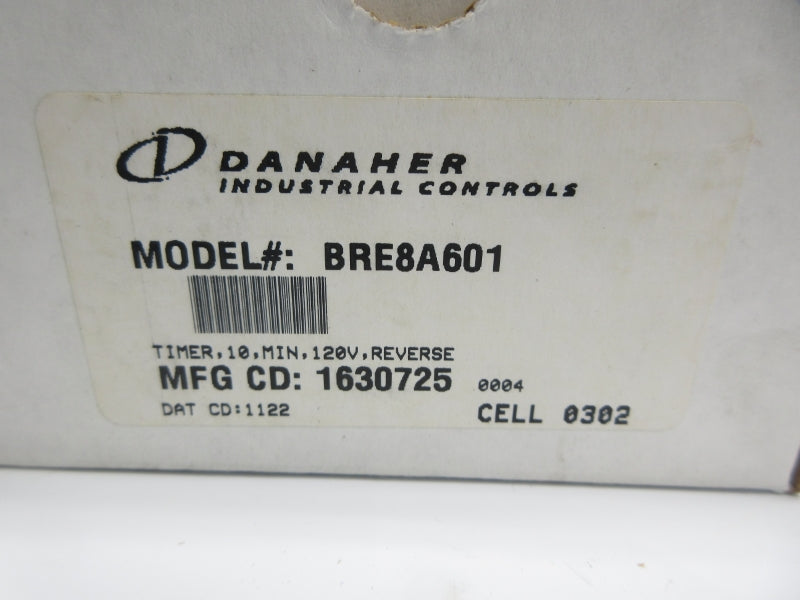 DANAHER
INDUSTRIAL CONTROLS
MODEL#: BRE8A601
TIMER,10,MIN,120V,REVERSE
MFG CD: 1630725 0004
DAT CD:1122 CELL 0302